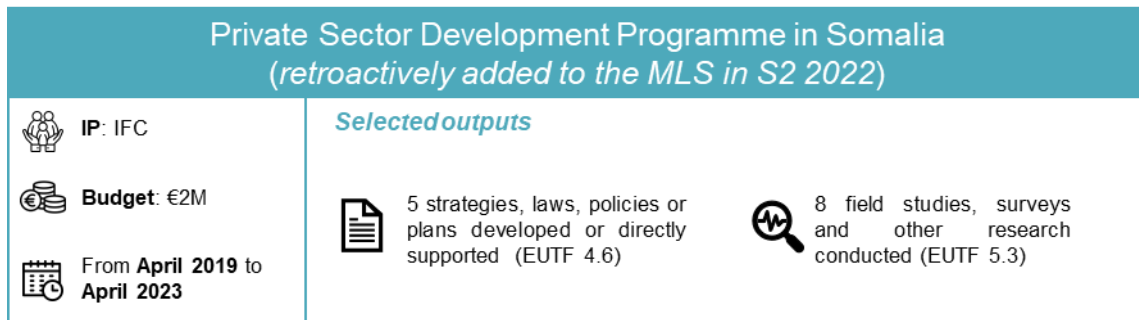 Private Sector Development Programme in Somalia
(retroactively added to the MLS in S2 2022)
IP: IFC
Budget: €2M
From April 2019 to
April 2023
Selected outputs
5 strategies, laws, policies or
plans developed or directly
supported (EUTF 4.6)
8 field studies, surveys
and other research
conducted (EUTF 5.3)